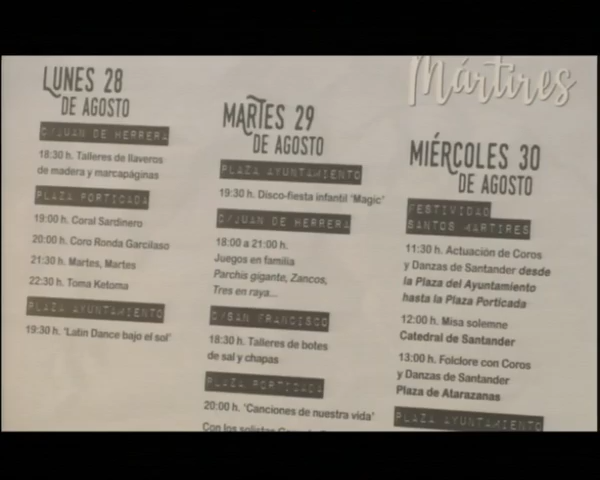 Mártires
LUNES 28
DE AGOSTO
C/JUAN DE HERRERA
18:30 h. Talleres de llaveros
de madera y marcapáginas
PLAZA PORTICADA
19:00 h. Coral Sardinero
20:00 h. Coro Ronda Garcilaso
21:30 h. Martes, Martes
22:30 h. Toma Ketoma
PLAZA AYUNTAMIENTO
19:30 h. 'Latin Dance bajo el sol'
MARTES 29
DE AGOSTO
PLAZA AYUNTAMIENTO
19:30 h. Disco-fiesta infantil 'Magic'
C/JUAN DE HERRERA
18:00 a 21:00 h.
Juegos en familia
Parchis gigante, Zancos,
Tres en raya...
C/SAN FRANCISCO
18:30 h. Talleres de botes
de sal y chapas
PLAZA PORTICADA
20:00 h. 'Canciones de nuestra vida'
Con los solistas
MIÉRCOLES 30
DE AGOSTO
FESTIVIDAD
SANTOS MARTIRES
11:30 h. Actuación de Coros
y Danzas de Santander desde
la Plaza del Ayuntamiento
hasta la Plaza Porticada
12:00 h. Misa solemne
Catedral de Santander
13:00 h. Folclore con Coros
y Danzas de Santander
Plaza de Atarazanas
PLAZA AYUNTAMIENTO